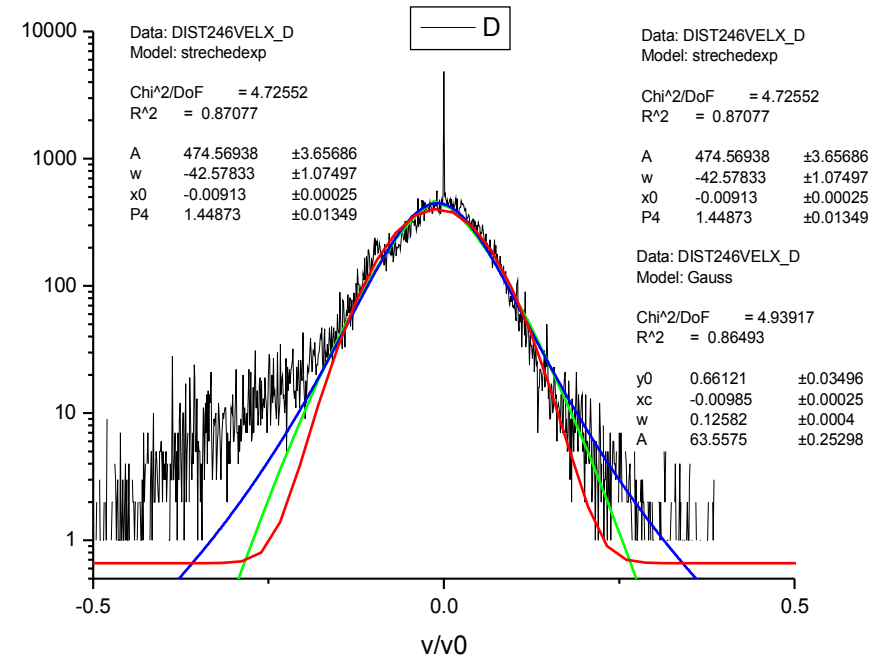 D
10000
1000
100
10
1
-0.5
0.0
0.5
v/v0
Data: DIST246VELX_D
Model: strechedexp
Chi^2/DoF = 4.72552
R^2 = 0.87077
A 474.56938 ±3.65686
w -42.57833 ±1.07497
x0 -0.00913 ±0.00025
P4 1.44873 ±0.01349
Data: DIST246VELX_D
Model: strechedexp
Chi^2/DoF = 4.72552
R^2 = 0.87077
A 474.56938 ±3.65686
w -42.57833 ±1.07497
x0 -0.00913 ±0.00025
P4 1.44873 ±0.01349
Data: DIST246VELX_D
Model: Gauss
Chi^2/DoF = 4.93917
R^2 = 0.86493
y0 0.66121 ±0.03496
xc -0.00985 ±0.00025
w 0.12582 ±0.0004
A 63.5575 ±0.25298